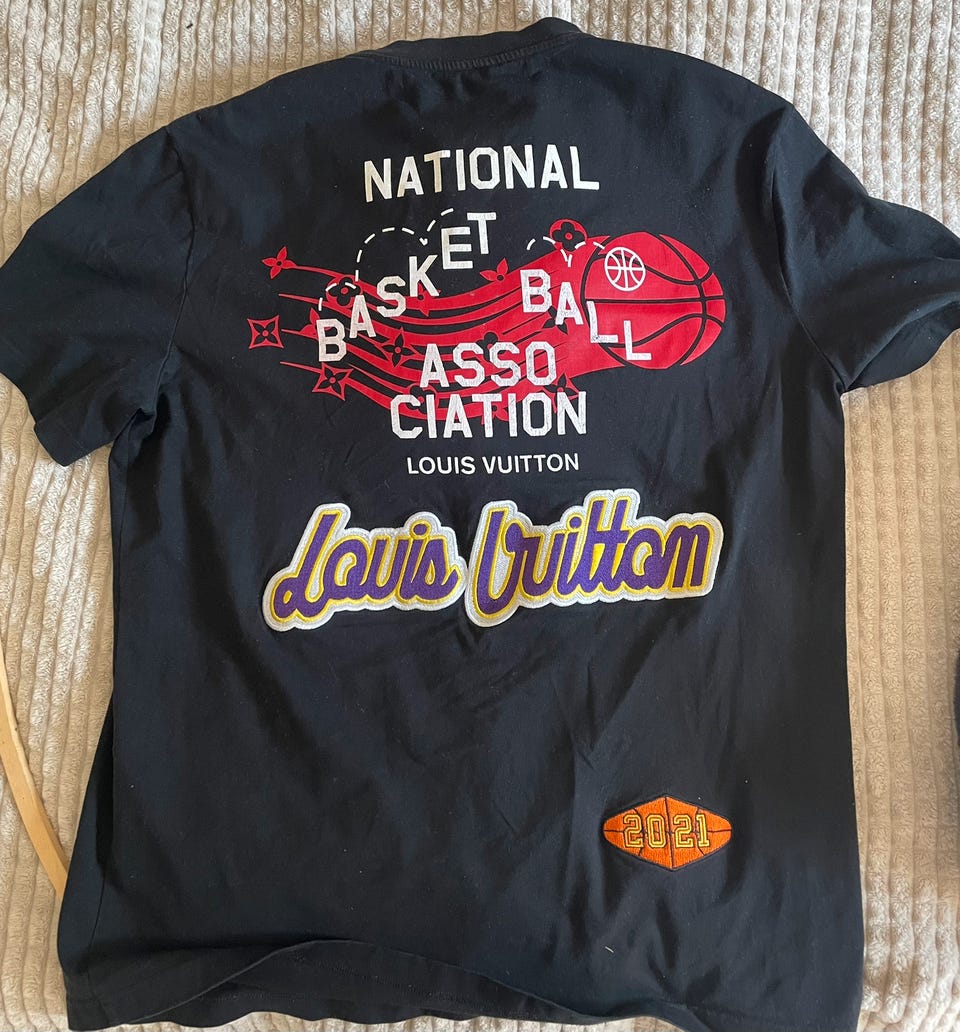 NATIONAL
BASKET BALL
ASSO
CIATION
LOUIS VUITTON
Louis Vuitton
2021